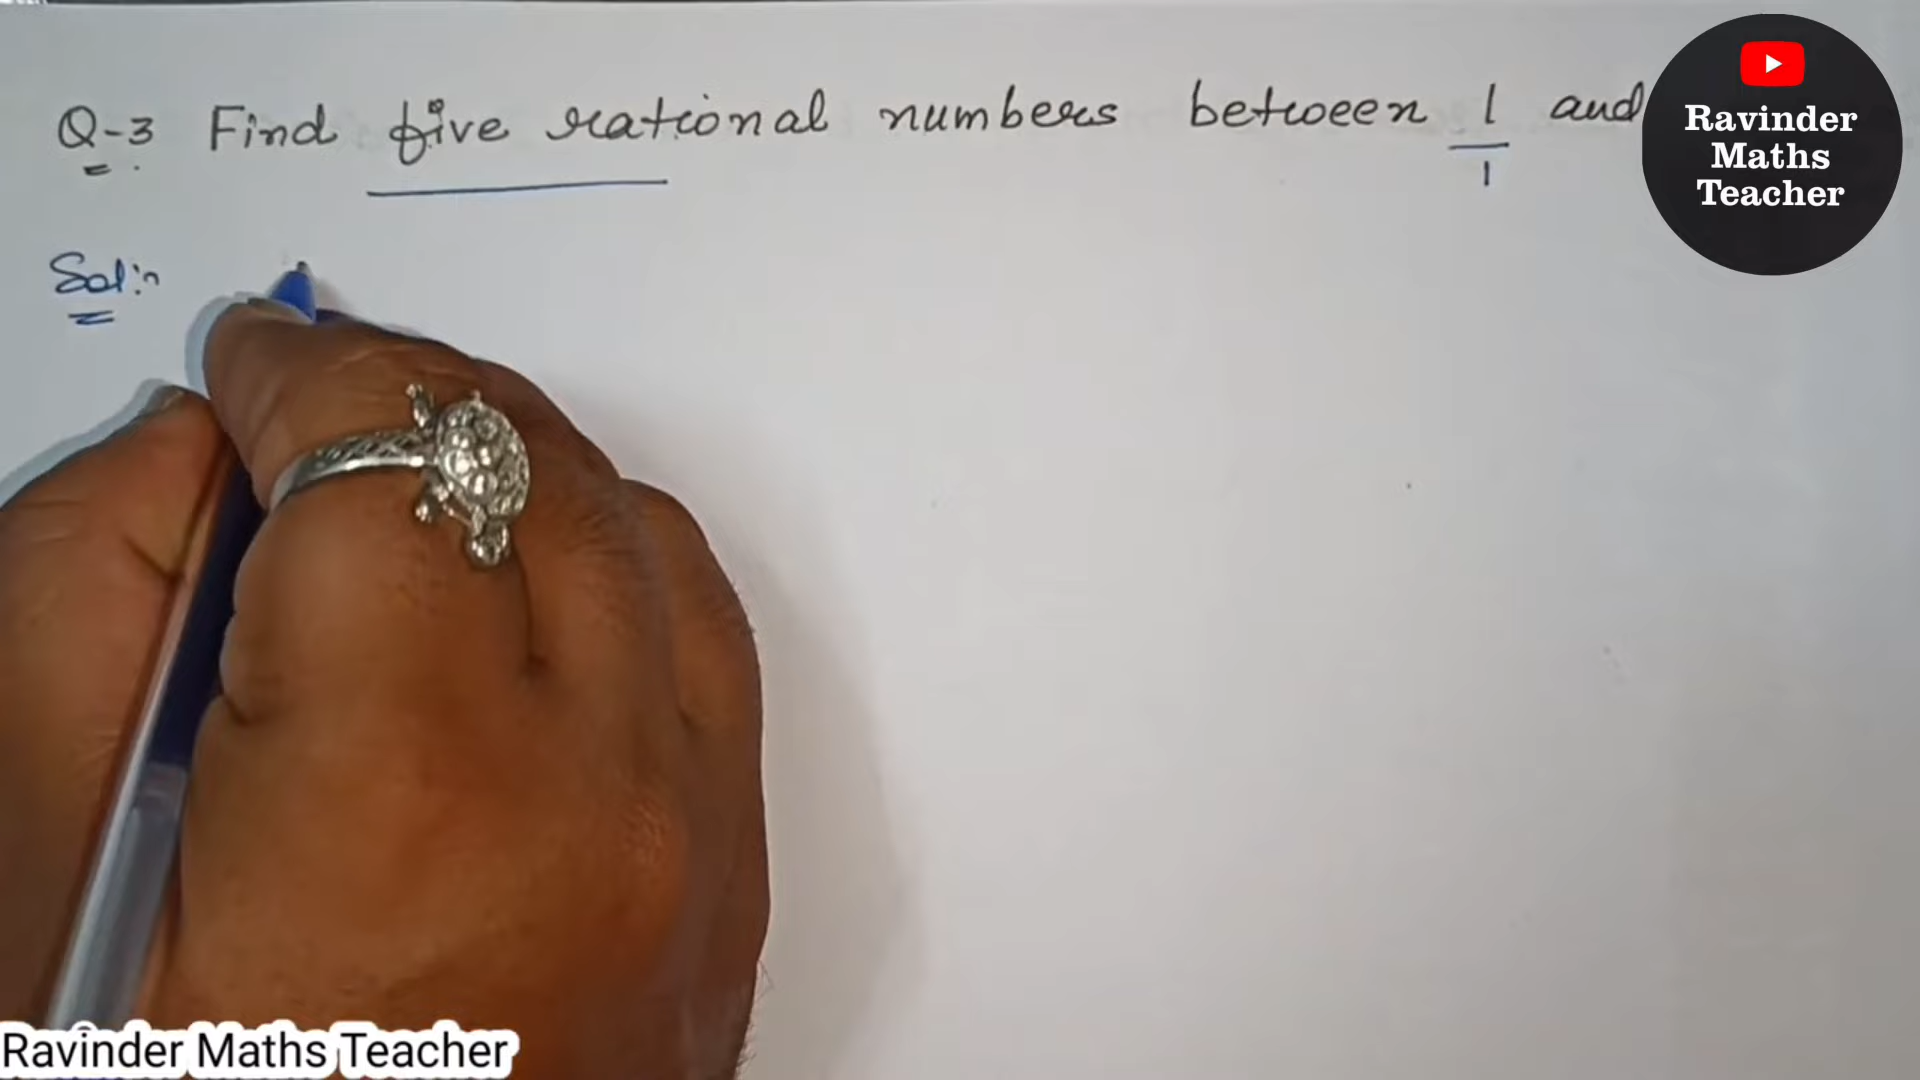 Q-3 Find five rational numbers between 1/1 and
Sol:n
Ravinder
Maths
Teacher
Ravinder Maths Teacher